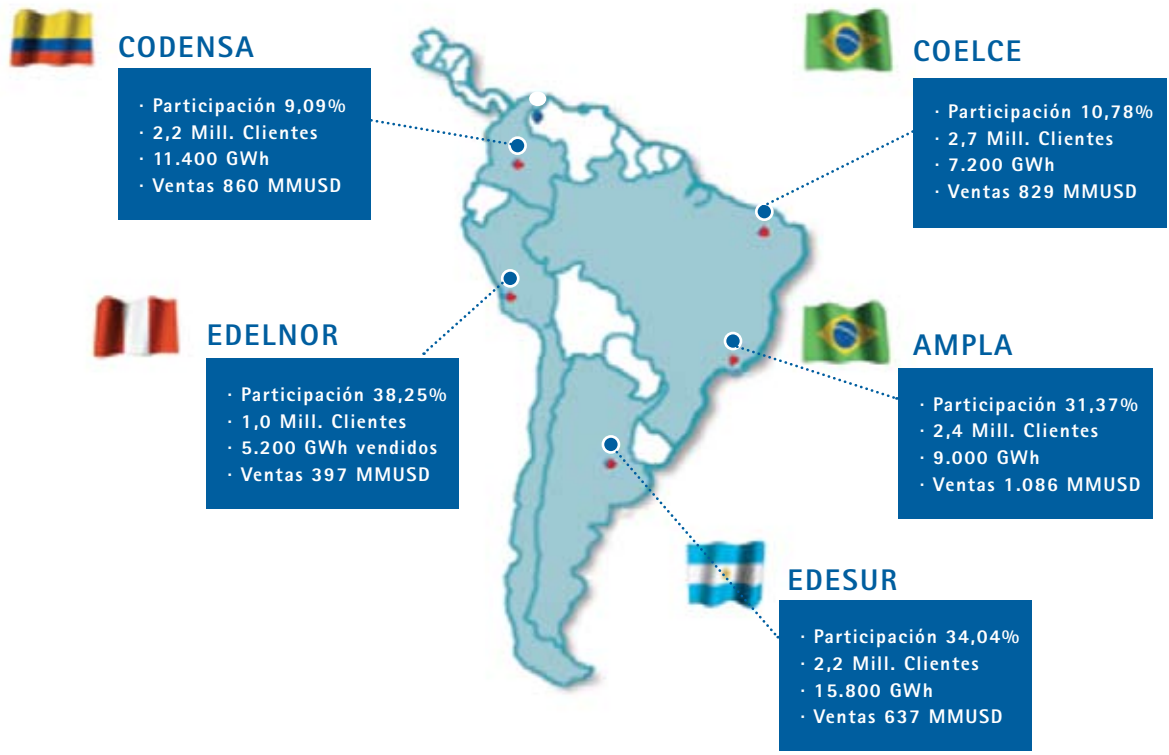 CODENSA
· Participación 9,09%
· 2,2 Mill. Clientes
· 11.400 GWh
· Ventas 860 MMUSD
COELCE
· Participación 10,78%
· 2,7 Mill. Clientes
· 7.200 GWh
· Ventas 829 MMUSD
EDELNOR
· Participación 38,25%
· 1,0 Mill. Clientes
· 5.200 GWh vendidos
· Ventas 397 MMUSD
AMPLA
· Participación 31,37%
· 2,4 Mill. Clientes
· 9.000 GWh
· Ventas 1.086 MMUSD
EDESUR
· Participación 34,04%
· 2,2 Mill. Clientes
· 15.800 GWh
· Ventas 637 MMUSD